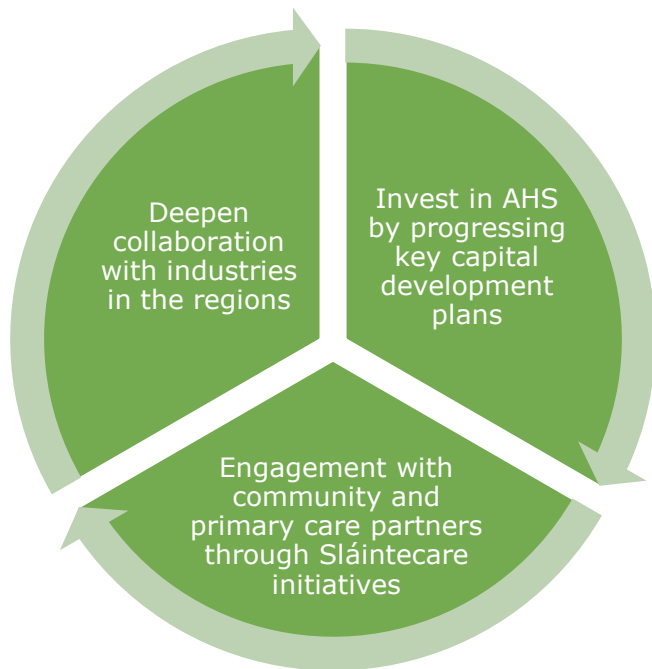 Deepen
collaboration
with industries
in the regions
Invest in AHS
by progressing
key capital
development
plans
Engagement with
community and
primary care partners
through Sláintecare
initiatives